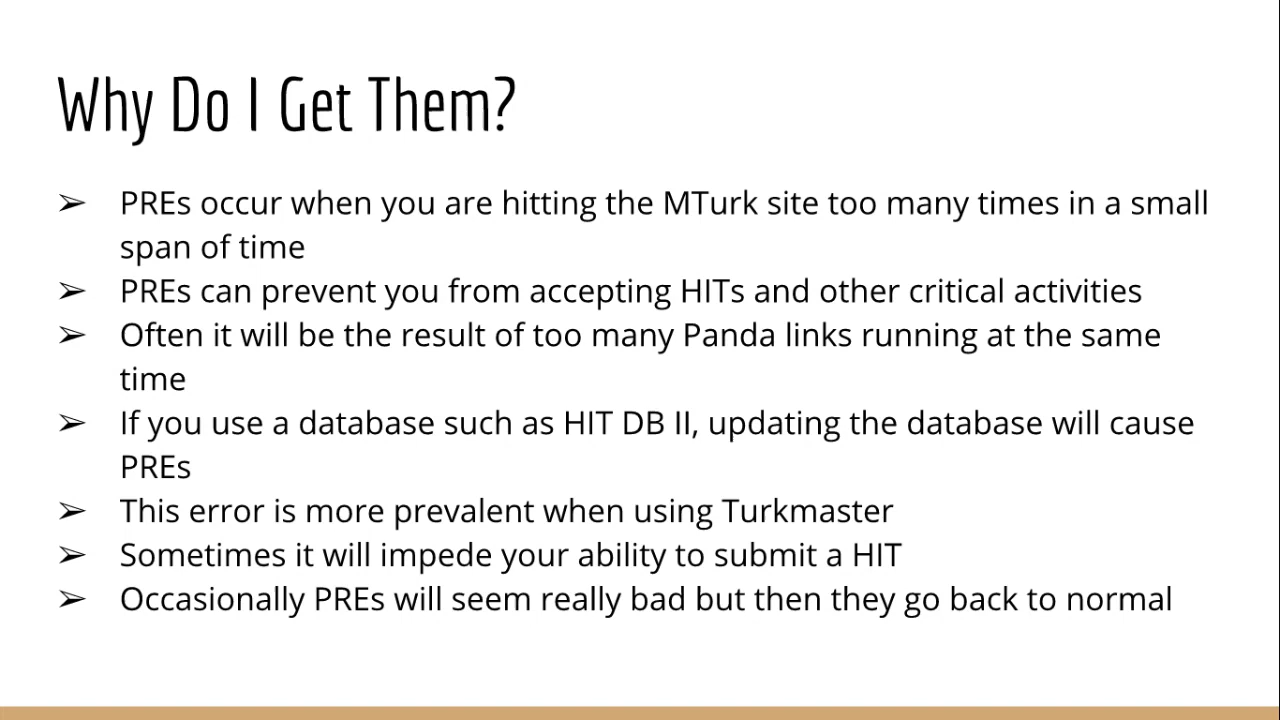 Why Do I Get Them?
➢ PREs occur when you are hitting the MTurk site too many times in a small
span of time
➢ PREs can prevent you from accepting HITs and other critical activities
➢ Often it will be the result of too many Panda links running at the same
time
➢ If you use a database such as HIT DB II, updating the database will cause
PREs
➢ This error is more prevalent when using Turkmaster
➢ Sometimes it will impede your ability to submit a HIT
➢ Occasionally PREs will seem really bad but then they go back to normal